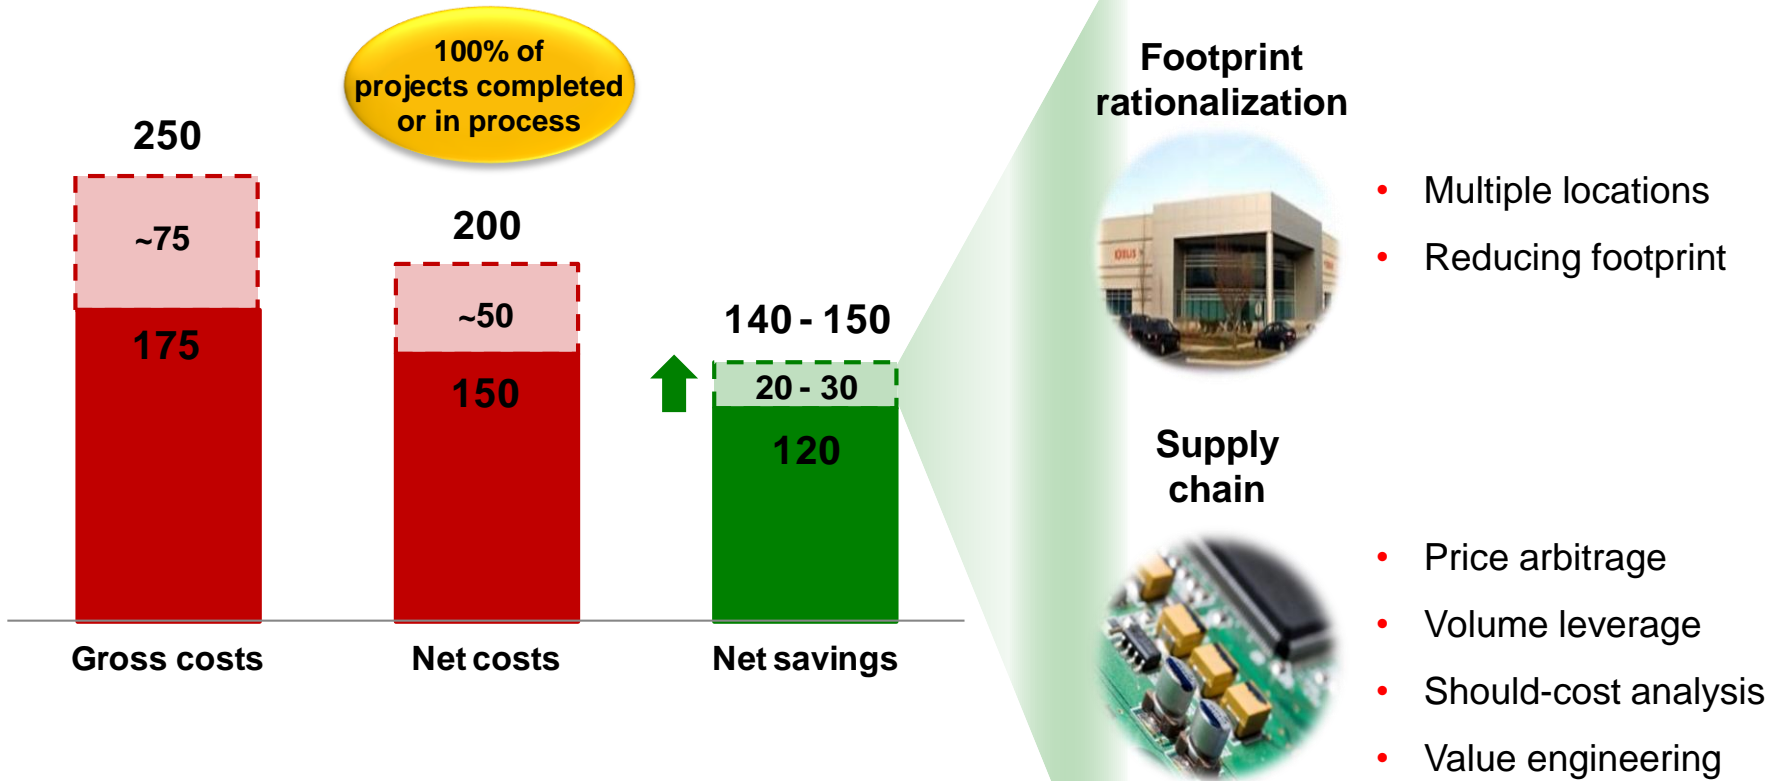 100% of
projects completed
or in process
250
~75
175
200
~50
150
140 - 150
20 - 30
120
Gross costs
Net costs
Net savings
Footprint
rationalization
• Multiple locations
• Reducing footprint
Supply
chain
• Price arbitrage
• Volume leverage
• Should-cost analysis
• Value engineering